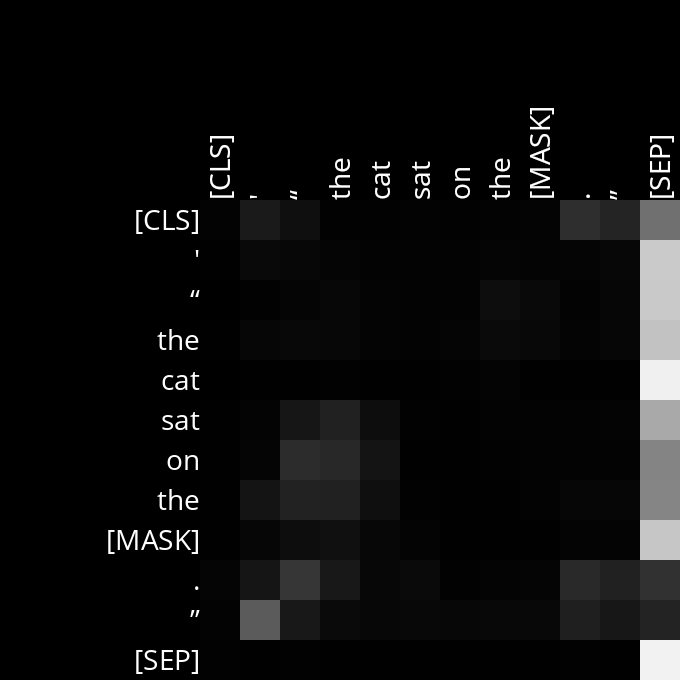 [CLS] ' “ the cat sat on the [MASK] . ” [SEP]
[CLS]
'
“
the
cat
sat
on
the
[MASK]
.
”
[SEP]